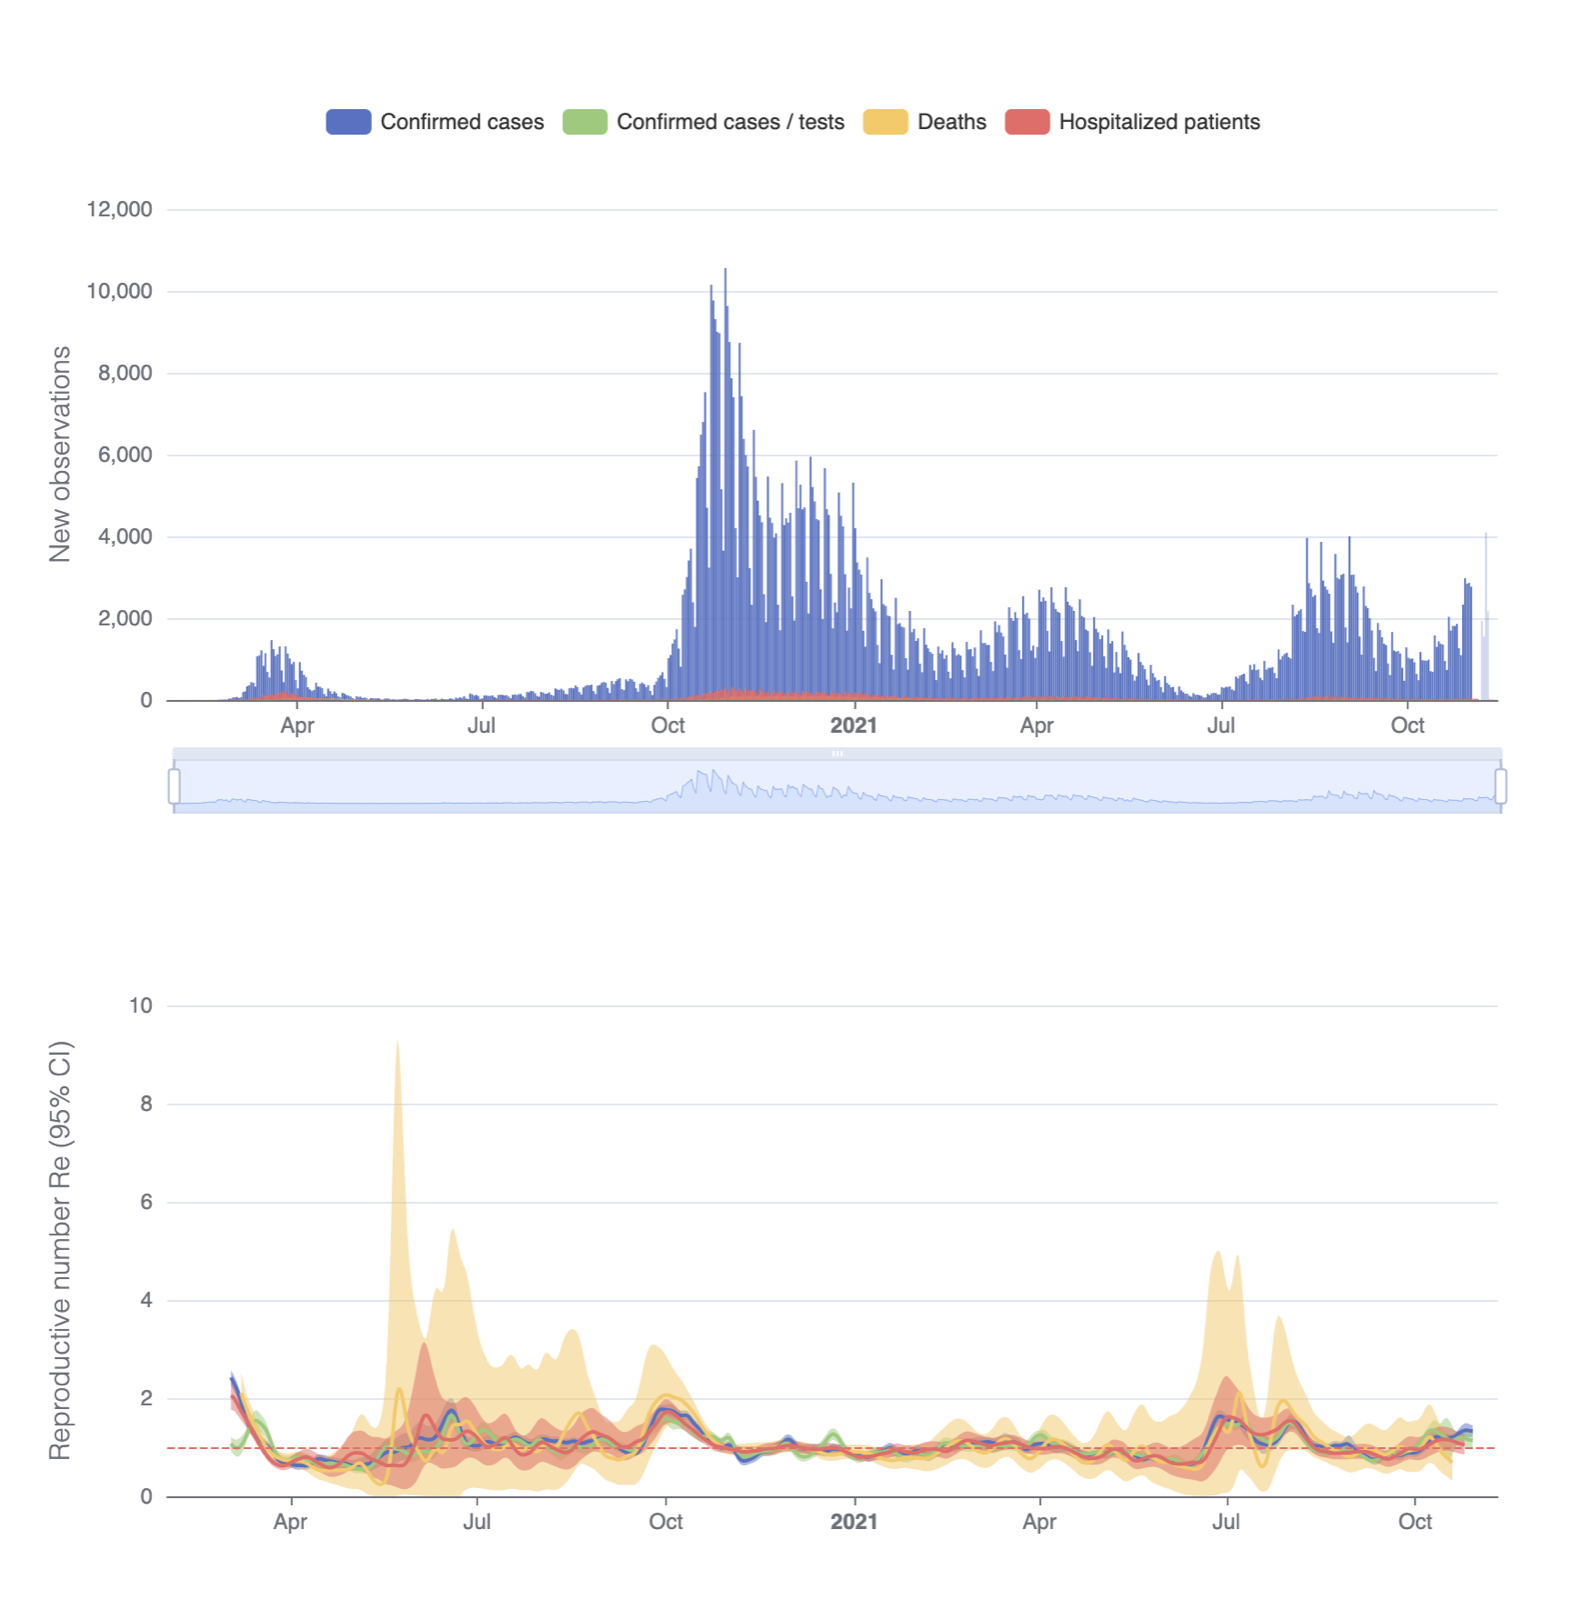 Confirmed cases Confirmed cases / tests Deaths Hospitalized patients
New observations
12,000
10,000
8,000
6,000
4,000
2,000
0
Apr Jul Oct 2021 Apr Jul Oct
Reproductive number Re (95% CI)
10
8
6
4
2
0
Apr Jul Oct 2021 Apr Jul Oct